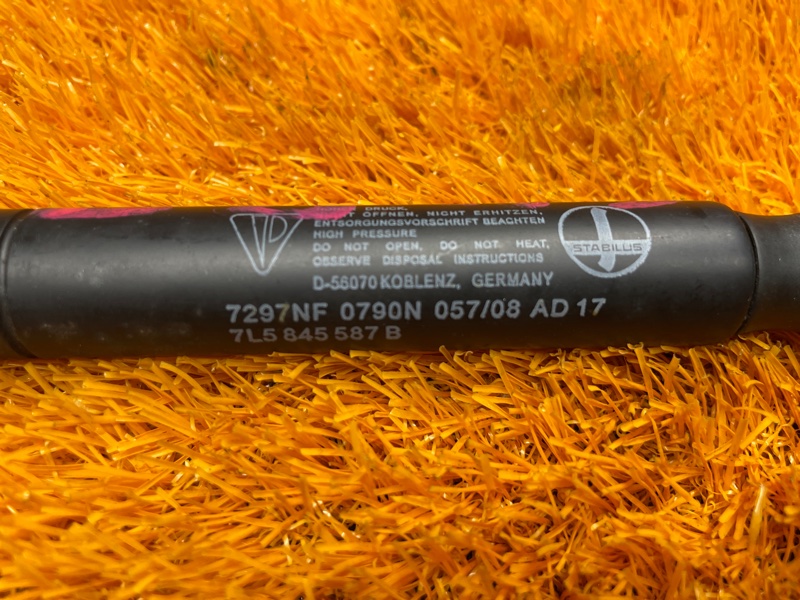 DRUCK,
ÖFFNEN, NICHT ERHITZEN,
ENTSORGUNGSVORSCHRIFT BEACHTEN
HIGH PRESSURE
DO NOT OPEN, DO NOT HEAT,
OBSERVE DISPOSAL INSTRUCTIONS
STABILUS
D-56070 KOBLENZ, GERMANY
7297NF 0790N 057/08 AD 17
7L5 845 587 B